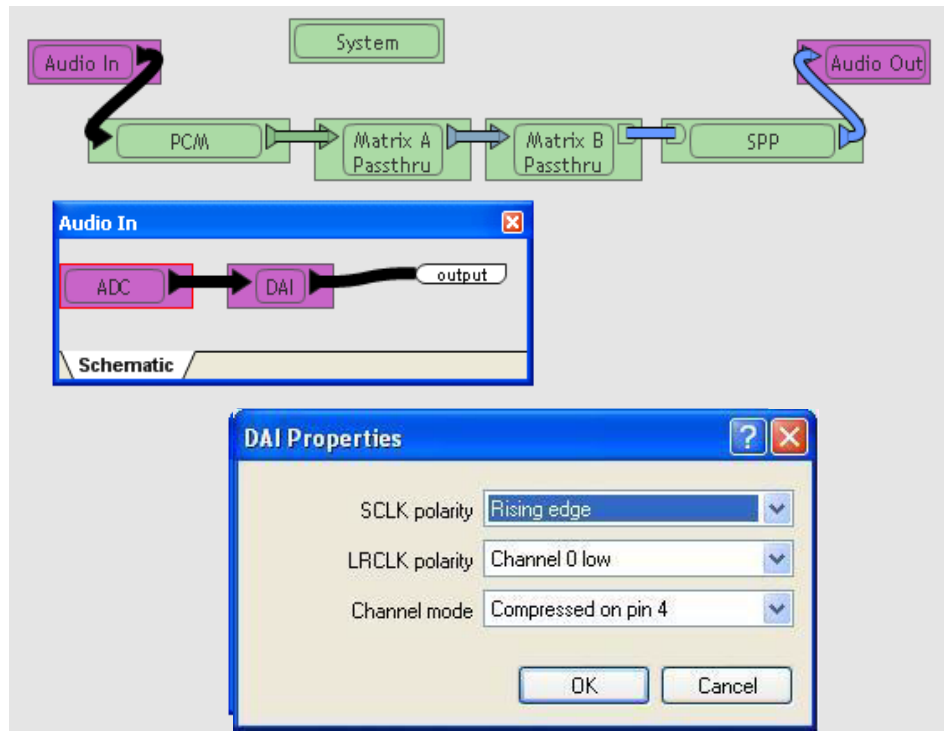 System
Audio In
Audio Out
PCM
Matrix A
Passthru
Matrix B
Passthru
SPP
Audio In
ADC
DAI
output
Schematic
DAI Properties
?
SCLK polarity Rising edge
LRCLK polarity Channel 0 low
Channel mode Compressed on pin 4
OK Cancel